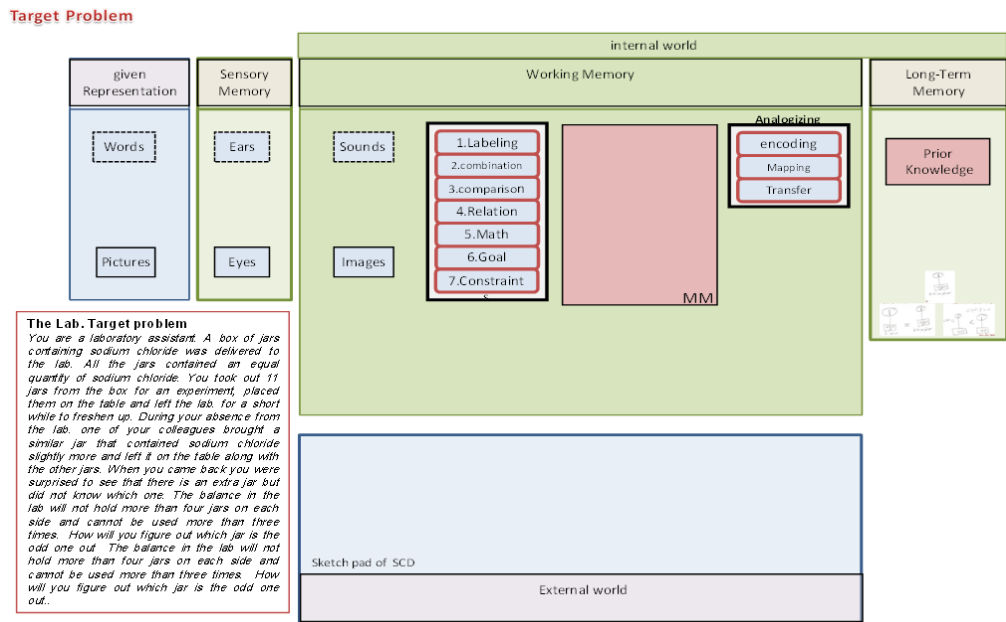 Target Problem
internal world
given
Representation
Sensory
Memory
Working Memory
Long-Term
Memory
Words
Ears
Sounds
1.Labeling
2.combination
3.comparison
4.Relation
5.Math
6.Goal
7.Constraint
s
MM
Analogizing
encoding
Mapping
Transfer
Prior
Knowledge
Pictures
Eyes
Images
The Lab. Target problem
You are a laboratory assistant. A box of jars
containing sodium chloride was delivered to
the lab. All the jars contained an equal
quantity of sodium chloride. You took out 11
jars from the box for an experiment, placed
them on the table and left the lab. for a short
while to freshen up. During your absence from
the lab. one of your colleagues brought a
similar jar that contained sodium chloride
slightly more and left it on the table along with
the other jars. When you came back you were
surprised to see that there is an extra jar but
did not know which one. The balance in the
lab will not hold more than four jars on each
side and cannot be used more than three
times. How will you figure out which jar is the
odd one out The balance in the lab will not
hold more than four jars on each side and
cannot be used more than three times. How
will you figure out which jar is the odd one
out..
Sketch pad of SCD
External world